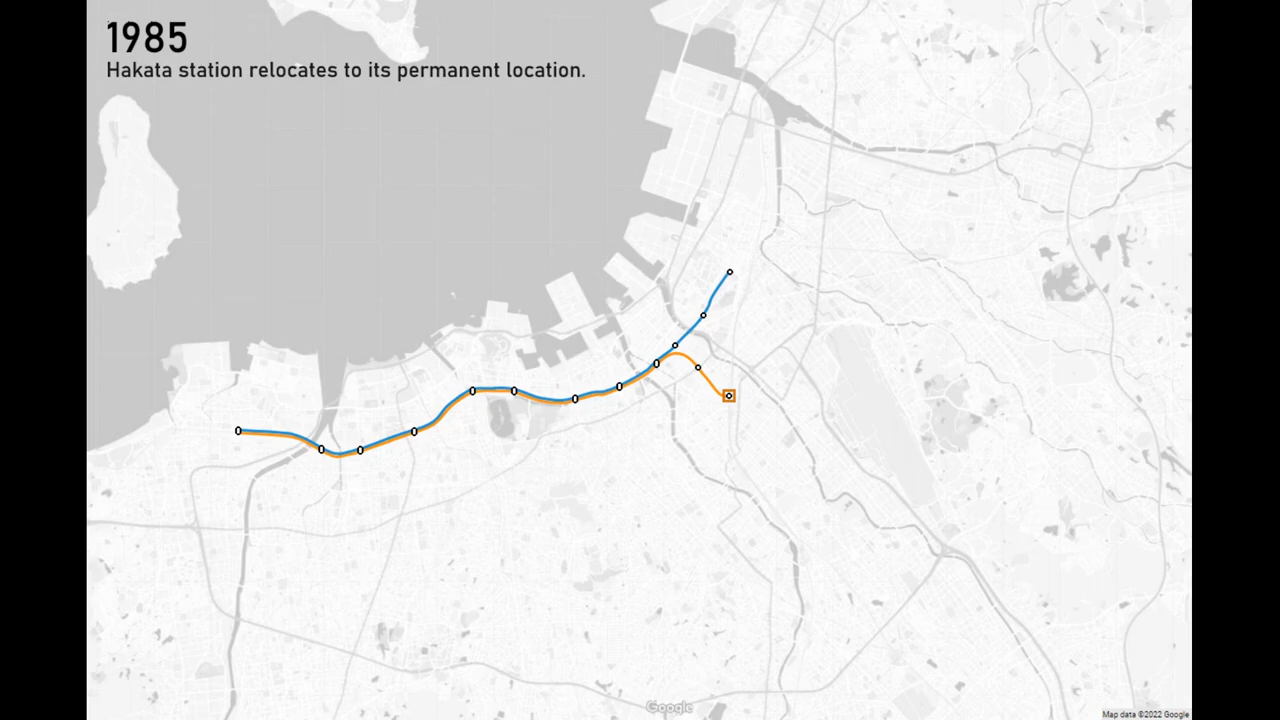 1985
Hakata station relocates to its permanent location.
Google
Map data ©2022 Google